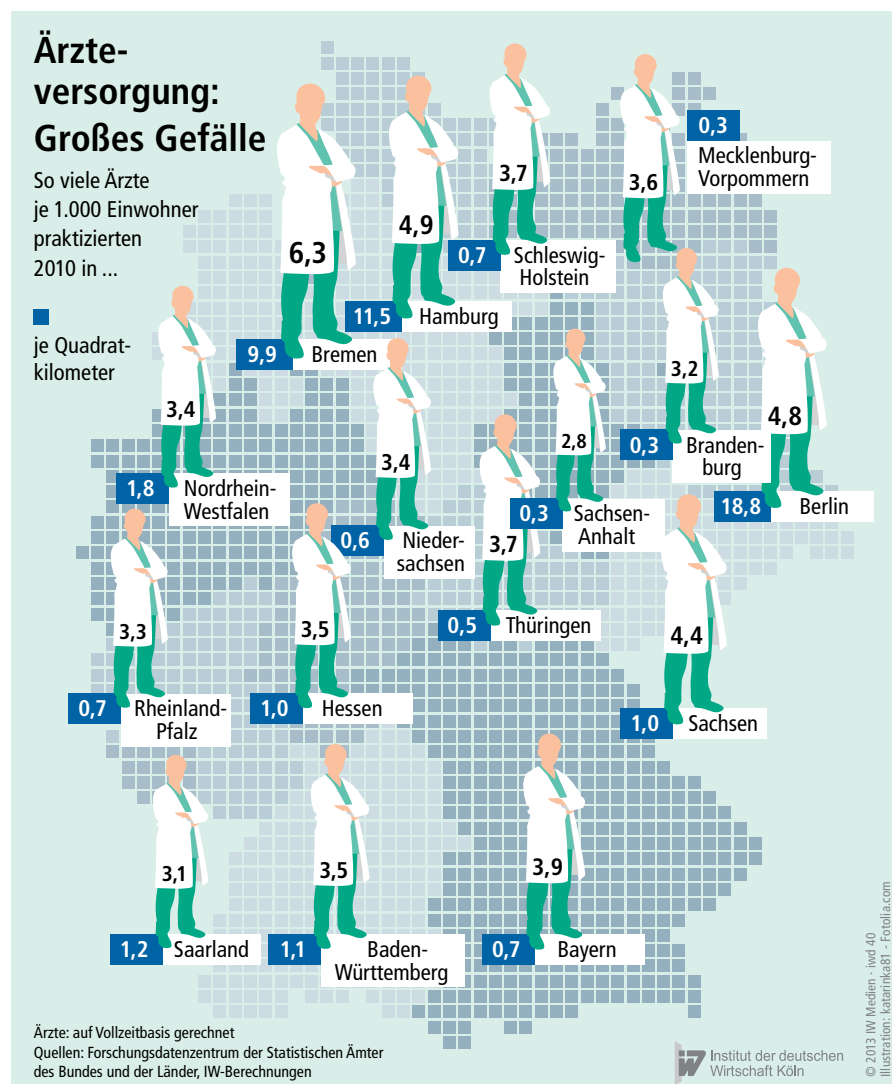 Ärzte-
versorgung:
Großes Gefälle
So viele Ärzte
je 1.000 Einwohner
praktizierten
2010 in ...
je Quadrat-
kilometer
6,3
9,9
Bremen
4,9
11,5
Hamburg
3,7
0,7
Schleswig-
Holstein
3,6
0,3
Mecklenburg-
Vorpommern
3,4
1,8
Nordrhein-
Westfalen
3,4
0,6
Nieder-
sachsen
2,8
0,3
Sachsen-
Anhalt
3,2
0,3
Branden-
burg
4,8
18,8
Berlin
3,3
0,7
Rheinland-
Pfalz
3,5
1,0
Hessen
3,7
0,5
Thüringen
4,4
1,0
Sachsen
3,1
1,2
Saarland
3,5
1,1
Baden-
Württemberg
3,9
0,7
Bayern
Ärzte: auf Vollzeitbasis gerechnet
Quellen: Forschungsdatenzentrum der Statistischen Ämter
des Bundes und der Länder, IW-Berechnungen
iw
Institut der deutschen
Wirtschaft Köln
© 2013 IW Medien · iwd 40
Illustration: katarinka81 - Fotolia.com